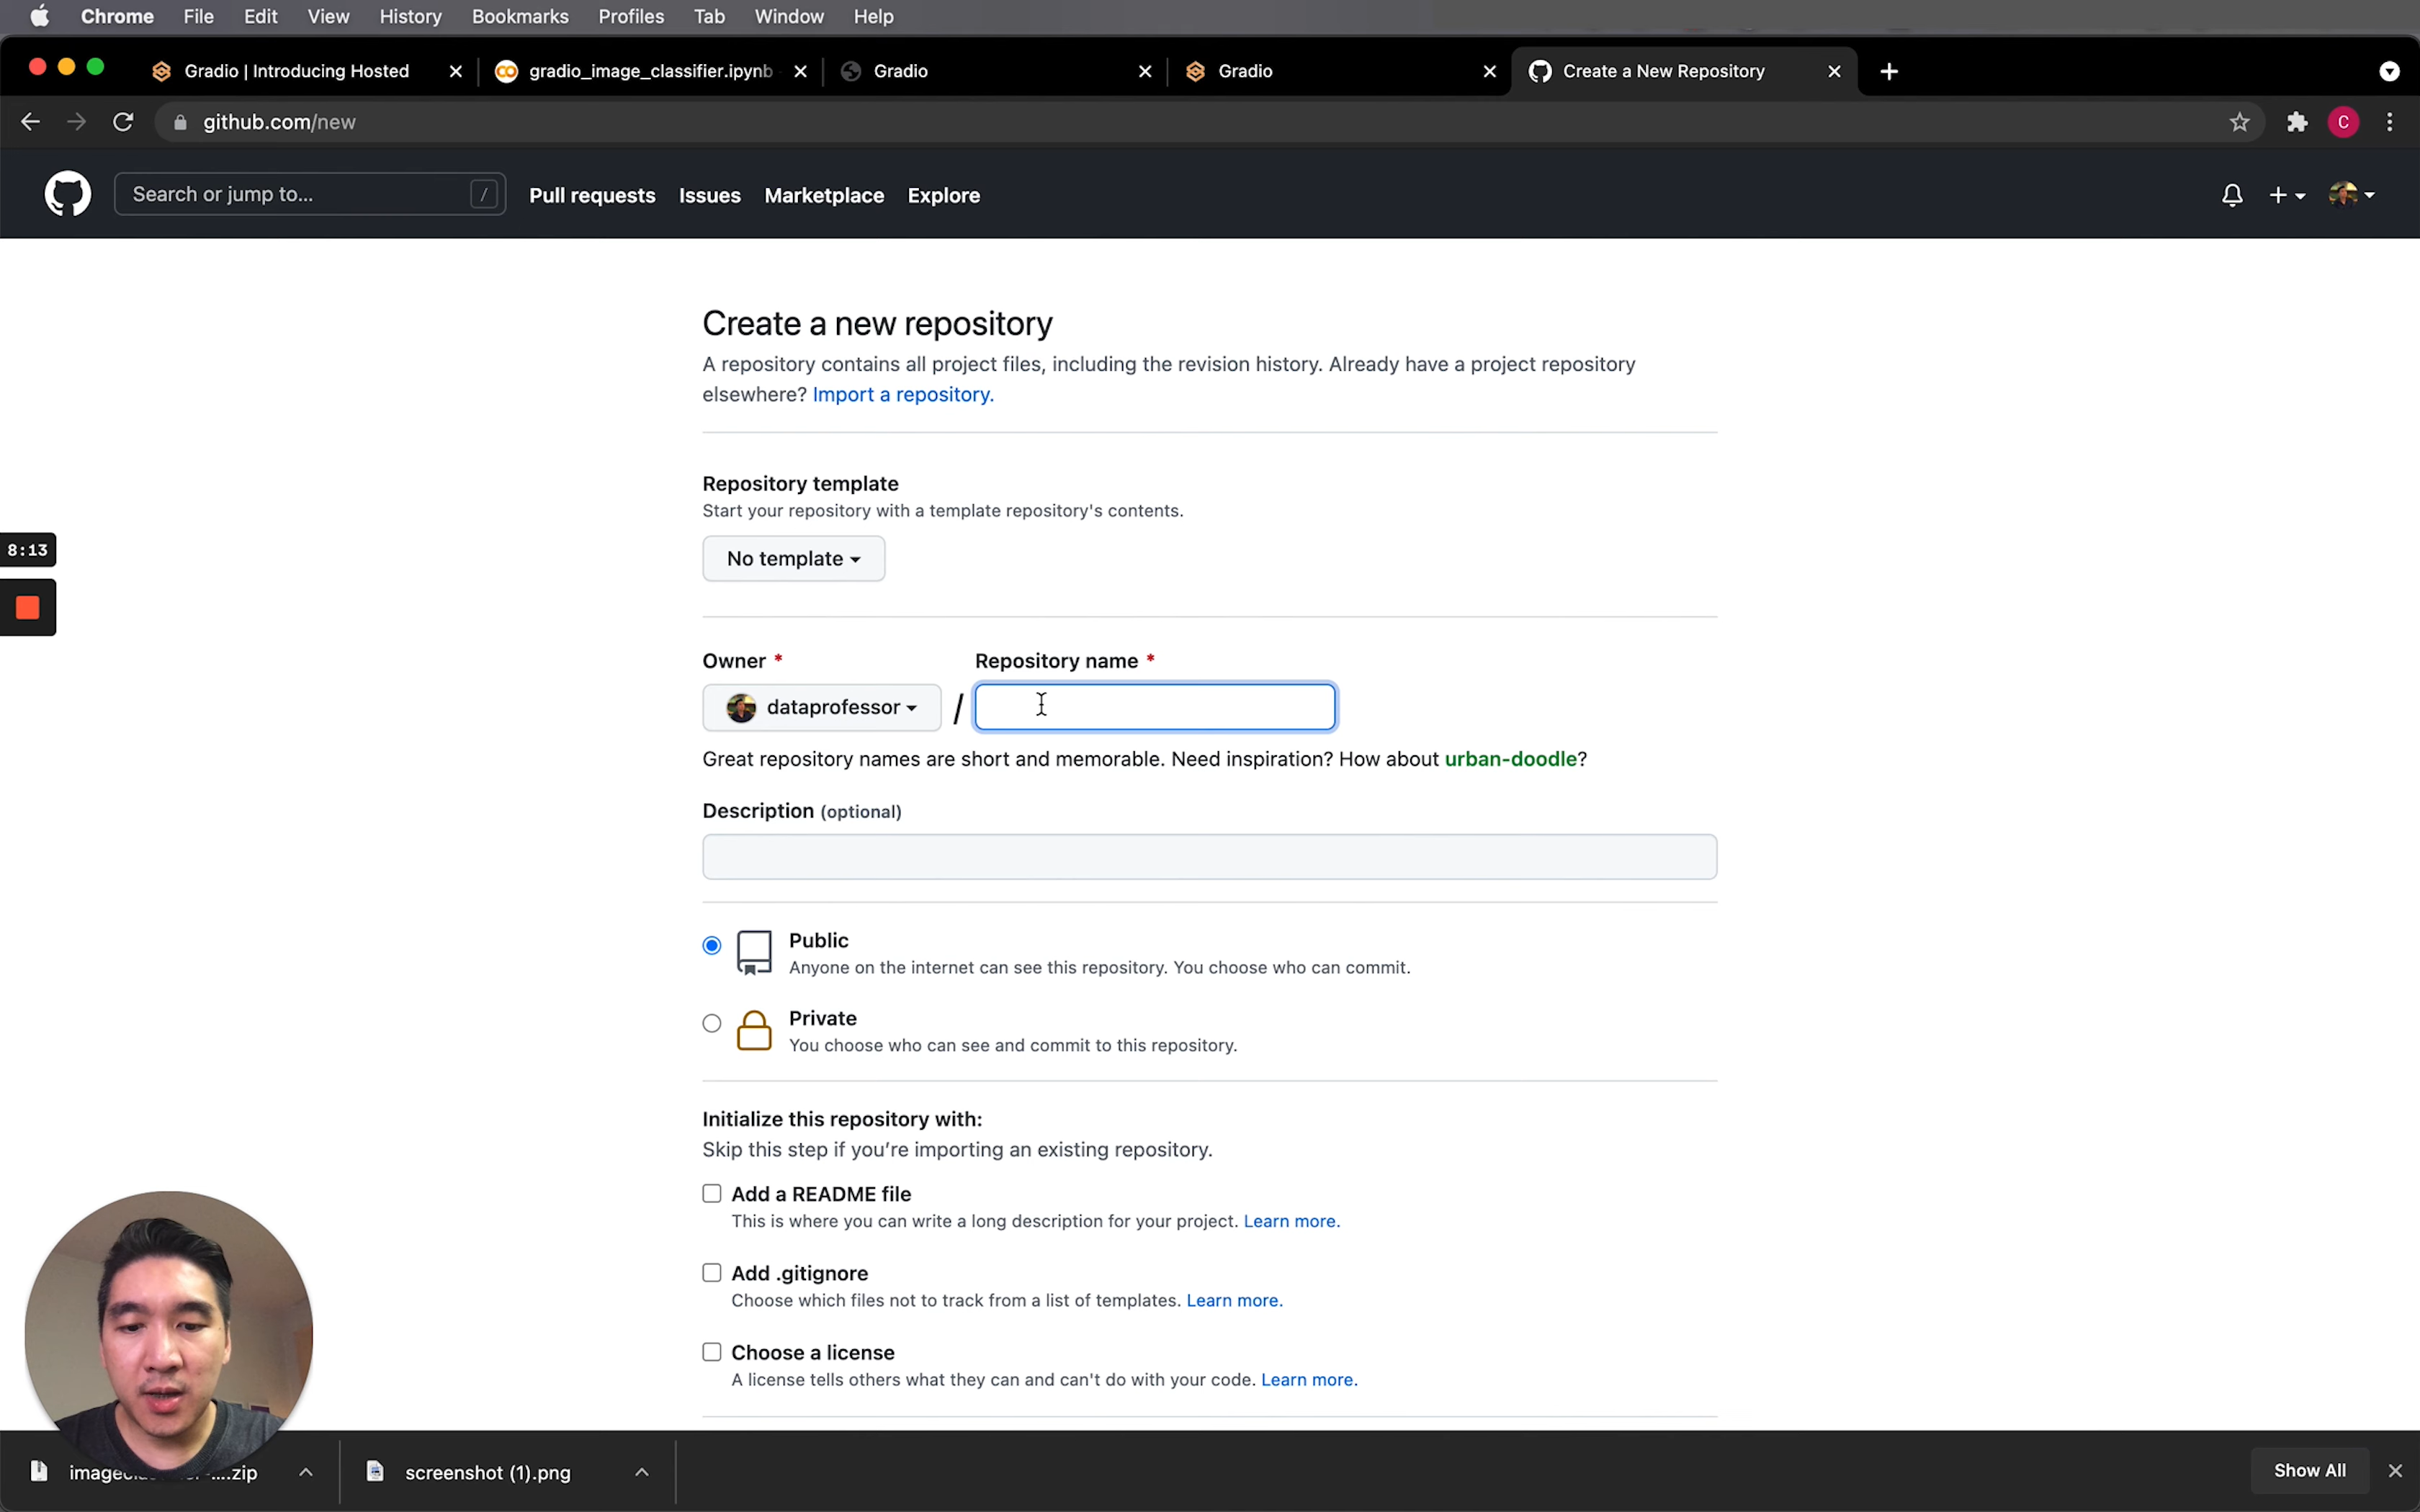 Chrome File Edit View History Bookmarks Profiles Tab Window Help
Gradio | Introducing Hosted
gradio_image_classifier.ipynb
Gradio
Gradio
Create a New Repository
github.com/new
C
Search or jump to... /
Pull requests Issues Marketplace Explore
Create a new repository
A repository contains all project files, including the revision history. Already have a project repository
elsewhere? Import a repository.
Repository template
Start your repository with a template repository's contents.
No template
8:13
Owner * Repository name *
dataprofessor /
Great repository names are short and memorable. Need inspiration? How about urban-doodle?
Description (optional)
Public
Anyone on the internet can see this repository. You choose who can commit.
Private
You choose who can see and commit to this repository.
Initialize this repository with:
Skip this step if you’re importing an existing repository.
Add a README file
This is where you can write a long description for your project. Learn more.
Add .gitignore
Choose which files not to track from a list of templates. Learn more.
Choose a license
A license tells others what they can and can't do with your code. Learn more.
screenshot (1).png
Show All